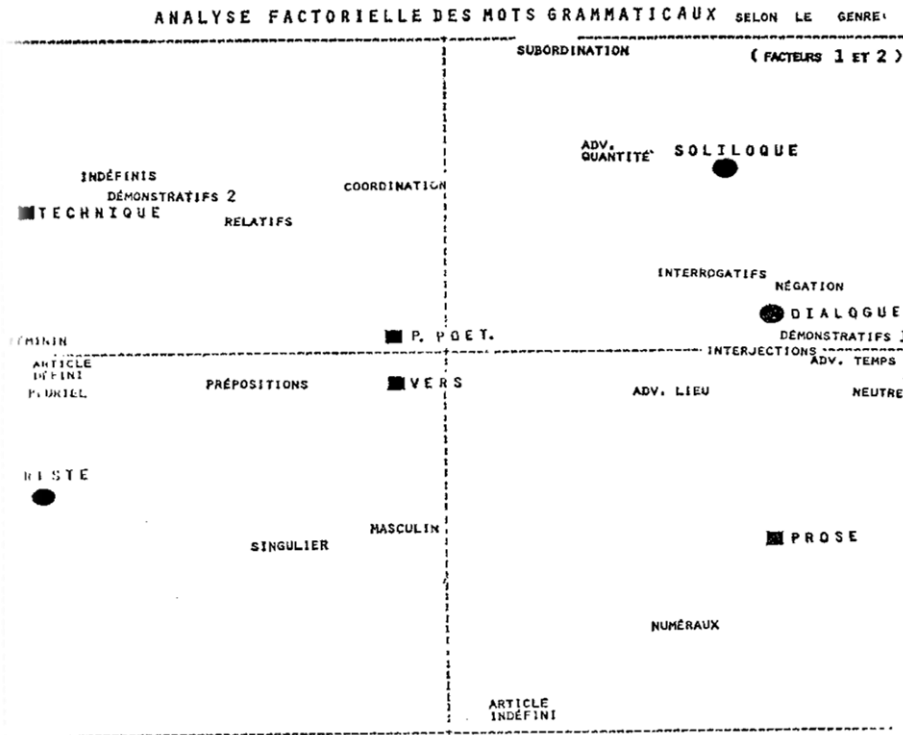 ANALYSE FACTORIELLE DES MOTS GRAMMATICAUX SELON LE GENRE
SUBORDINATION
(FACTEURS 1 ET 2)
ADV.
QUANTITÉ
SOLILOQUE
INDÉFINIS
COORDINATION
DÉMONSTRATIFS 2
TECHNIQUE
RELATIFS
INTERROGATIFS
NÉGATION
DIALOGUE
P. POET.
DÉMONSTRATIFS
INTERJECTIONS
ARTICLE
DÉFINI
ADV. TEMPS
PLURIEL
PRÉPOSITIONS
VERS
ADV. LIEU
NEUTRE
MASCULIN
SINGULIER
PROSE
NUMÉRAUX
ARTICLE
INDÉFINI